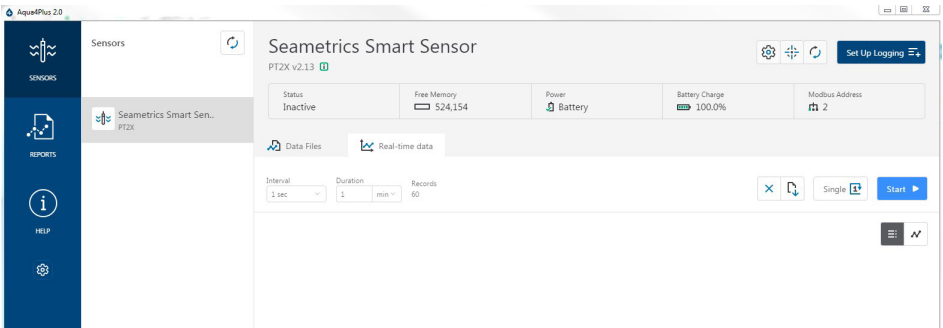 Aqua4Plus 2.0
SENSORS
REPORTS
HELP
Sensors
Seametrics Smart Sen..
PT2X
Seametrics Smart Sensor
PT2X v2.13
Set Up Logging
Status
Inactive
Free Memory
524,154
Power
Battery
Battery Charge
100.0%
Modbus Address
2
Data Files
Real-time data
Interval
1 sec
Duration
1 min
Records
60
Single
Start